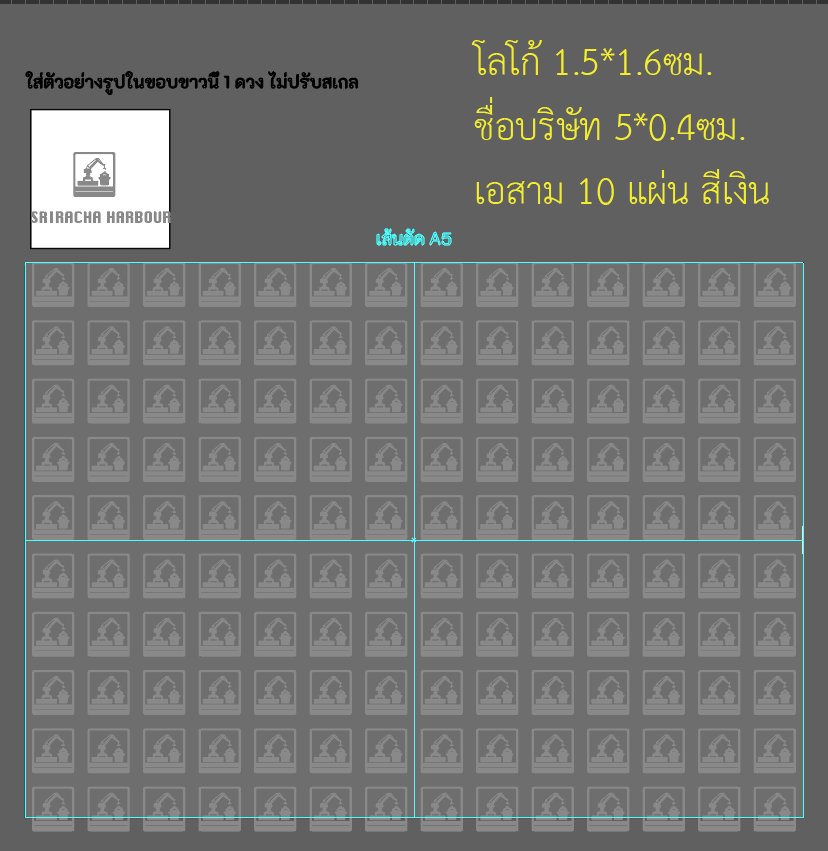 โลโก้ 1.5*1.6ซม.
ใส่ตัวอย่างรูปในขอบขาวนี้ 1 ดวง ไม่ปรับสเกล
ชื่อบริษัท 5*0.4ซม.
เอสาม 10 แผ่น สีเงิน
SRIRACHA HARBOUR
เส้นตัด A5